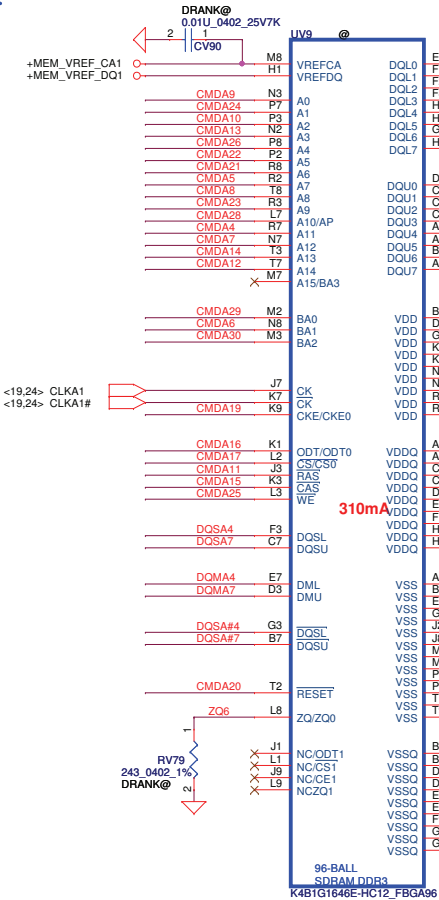 DRANK@
0.01U_0402_25V7K
2 1
CV90
UV9 @
+MEM_VREF_CA1 M8 VREFCA
+MEM_VREF_DQ1 H1 VREFDQ
CMDA9 N3 A0
CMDA24 P7 A1
CMDA10 P3 A2
CMDA13 N2 A3
CMDA26 P8 A4
CMDA22 P2 A5
CMDA21 R8 A6
CMDA5 R2 A7
CMDA8 T8 A8
CMDA23 R3 A9
CMDA28 L7 A10/AP
CMDA4 R7 A11
CMDA7 N7 A12
CMDA14 T3 A13
CMDA12 T7 A14
M7 A15/BA3
DQL0
DQL1
DQL2
DQL3
DQL4
DQL5
DQL6
DQL7
DQU0
DQU1
DQU2
DQU3
DQU4
DQU5
DQU6
DQU7
CMDA29 M2 BA0
CMDA6 N8 BA1
CMDA30 M3 BA2
VDD
VDD
VDD
VDD
VDD
VDD
VDD
VDD
VDD
<19,24> CLKA1 J7 CK
<19,24> CLKA1# K7 CK
CMDA19 K9 CKE/CKE0
CMDA16 K1 ODT/ODT0
CMDA17 L2 CS/CS0
CMDA11 J3 RAS
CMDA15 K3 CAS
CMDA25 L3 WE
310mA
VDDQ
VDDQ
VDDQ
VDDQ
VDDQ
VDDQ
VDDQ
VDDQ
VDDQ
DQSA4 F3 DQSL
DQSA7 C7 DQSU
DQMA4 E7 DML
DQMA7 D3 DMU
DQSA#4 G3 DQSL
DQSA#7 B7 DQSU
CMDA20 T2 RESET
ZQ6 L8 ZQ/ZQ0
VSS
VSS
VSS
VSS
VSS
VSS
VSS
VSS
VSS
VSS
VSS
VSS
1
RV79
243_0402_1%
DRANK@
2
J1 NC/ODT1
L1 NC/CS1
J9 NC/CE1
L9 NCZQ1
VSSQ
VSSQ
VSSQ
VSSQ
VSSQ
VSSQ
VSSQ
VSSQ
VSSQ
96-BALL
SDRAM DDR3
K4B1G1646E-HC12_FBGA96